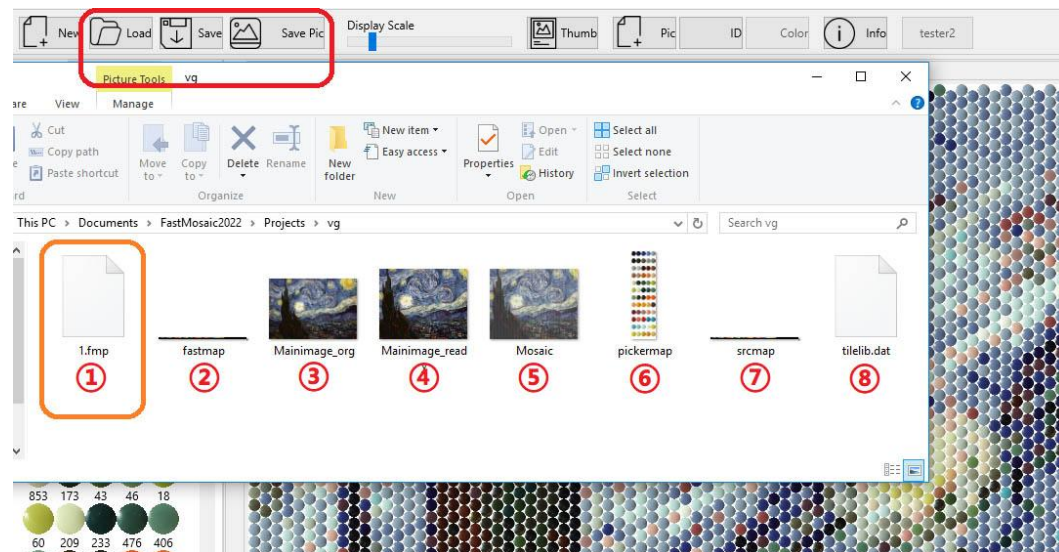 New Load Save Save Pic Display Scale Thumb Pic ID Color Info tester2
Picture Tools vg
are View Manage
Cut
Copy path
Paste shortcut
Move to
Copy to
Delete
Rename
New folder
New item
Easy access
Properties
Open
Edit
History
Select all
Select none
Invert selection
rd Organize New Open Select
This PC > Documents > FastMosaic2022 > Projects > vg Search vg
1.fmp fastmap Mainimage_org Mainimage_read Mosaic pickermap srcmap tilelib.dat
① ② ③ ④ ⑤ ⑥ ⑦ ⑧
853 173 43 46 18
60 209 233 476 406